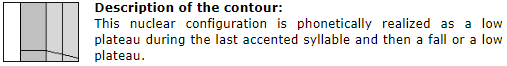 Description of the contour:
This nuclear configuration is phonetically realized as a low
plateau during the last accented syllable and then a fall or a low
plateau.